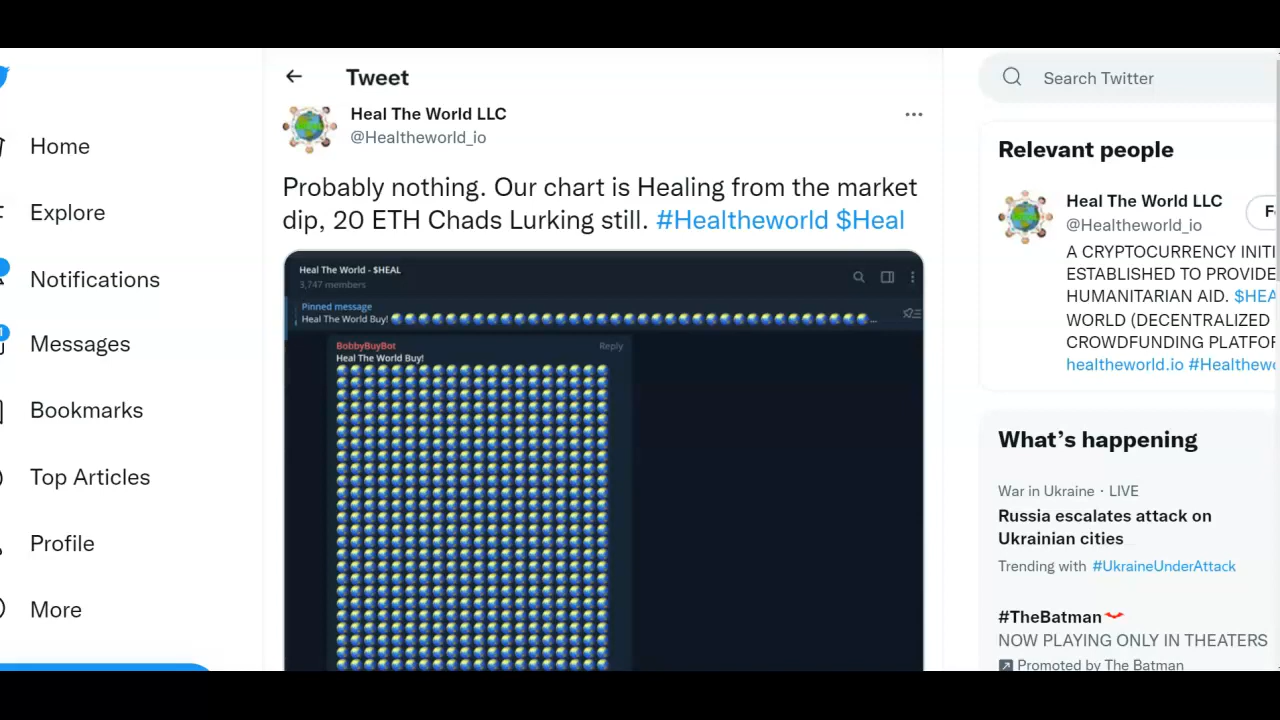 Home
Explore
Notifications
Messages
Bookmarks
Top Articles
Profile
More
Tweet
Heal The World LLC
@Healtheworld_io
Probably nothing. Our chart is Healing from the market
dip, 20 ETH Chads Lurking still. #Healtheworld $Heal
Heal The World - $HEAL
3,747 members
Pinned message
Heal The World Buy!
BobbyBuyBot
Reply
Heal The World Buy!
Search Twitter
Relevant people
Heal The World LLC
@Healtheworld_io
A CRYPTOCURRENCY INITI
ESTABLISHED TO PROVIDE
HUMANITARIAN AID. $HEA
WORLD (DECENTRALIZED
CROWDFUNDING PLATFOR
healtheworld.io #Healthewo
What's happening
War in Ukraine · LIVE
Russia escalates attack on
Ukrainian cities
Trending with #UkraineUnderAttack
#TheBatman
NOW PLAYING ONLY IN THEATERS
Promoted by The Batman